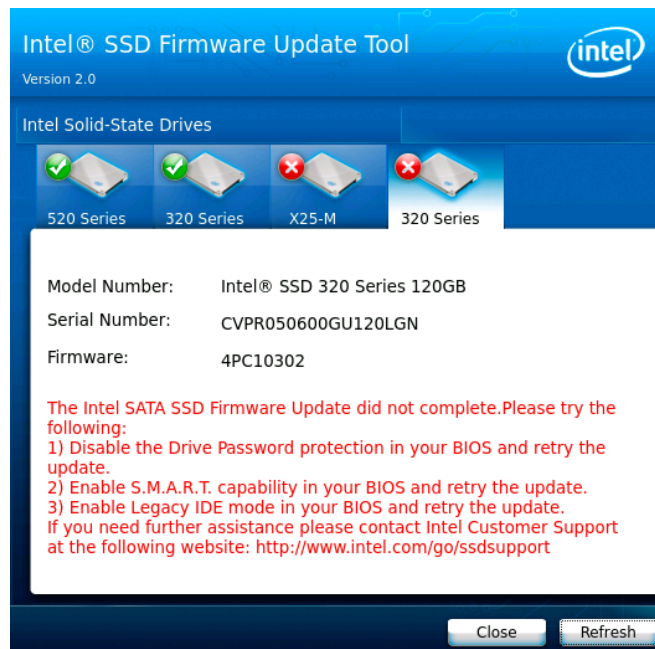 Intel® SSD Firmware Update Tool
intel
Version 2.0
Intel Solid-State Drives
520 Series 320 Series X25-M 320 Series
Model Number: Intel® SSD 320 Series 120GB
Serial Number: CVPR050600GU120LGN
Firmware: 4PC10302
The Intel SATA SSD Firmware Update did not complete.Please try the
following:
1) Disable the Drive Password protection in your BIOS and retry the
update.
2) Enable S.M.A.R.T. capability in your BIOS and retry the update.
3) Enable Legacy IDE mode in your BIOS and retry the update.
If you need further assistance please contact Intel Customer Support
at the following website: http://www.intel.com/go/ssdsupport
Close Refresh